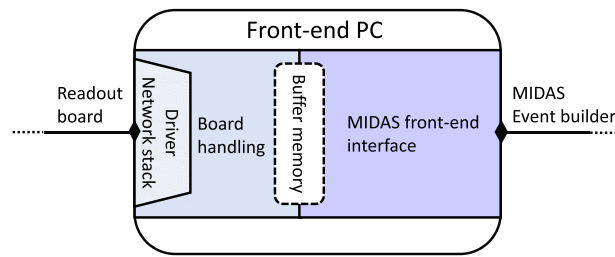 Front-end PC
Readout
board
Driver
Network stack
Board
handling
Buffer memory
MIDAS front-end
interface
MIDAS
Event builder